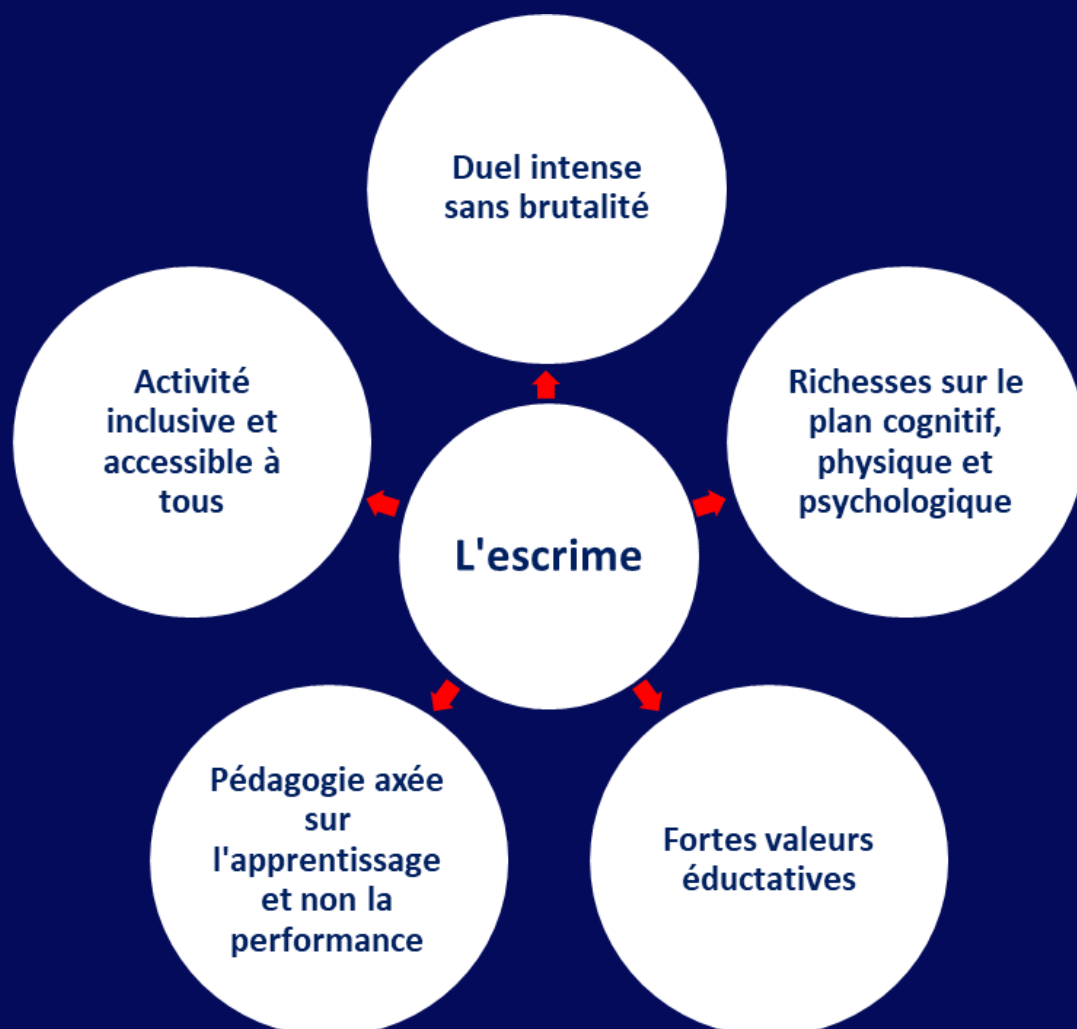 Duel intense
sans brutalité
Activité
inclusive et
accessible à
tous
Richesses sur le
plan cognitif,
physique et
psychologique
L'escrime
Pédagogie axée
sur
l'apprentissage
et non la
performance
Fortes valeurs
éductatives